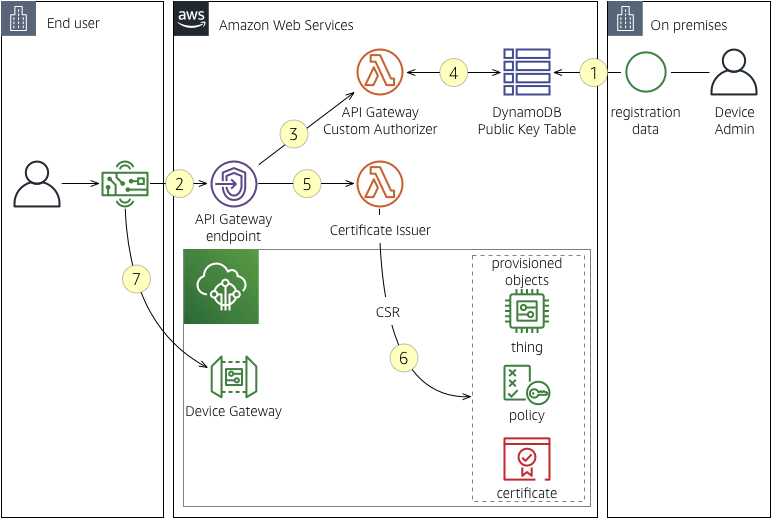 End user
aws
Amazon Web Services
On premises
4
1
API Gateway
Custom Authorizer
DynamoDB
Public Key Table
registration
data
Device
Admin
3
2
5
API Gateway
endpoint
Certificate Issuer
7
provisioned
objects
CSR
thing
6
Device Gateway
policy
certificate